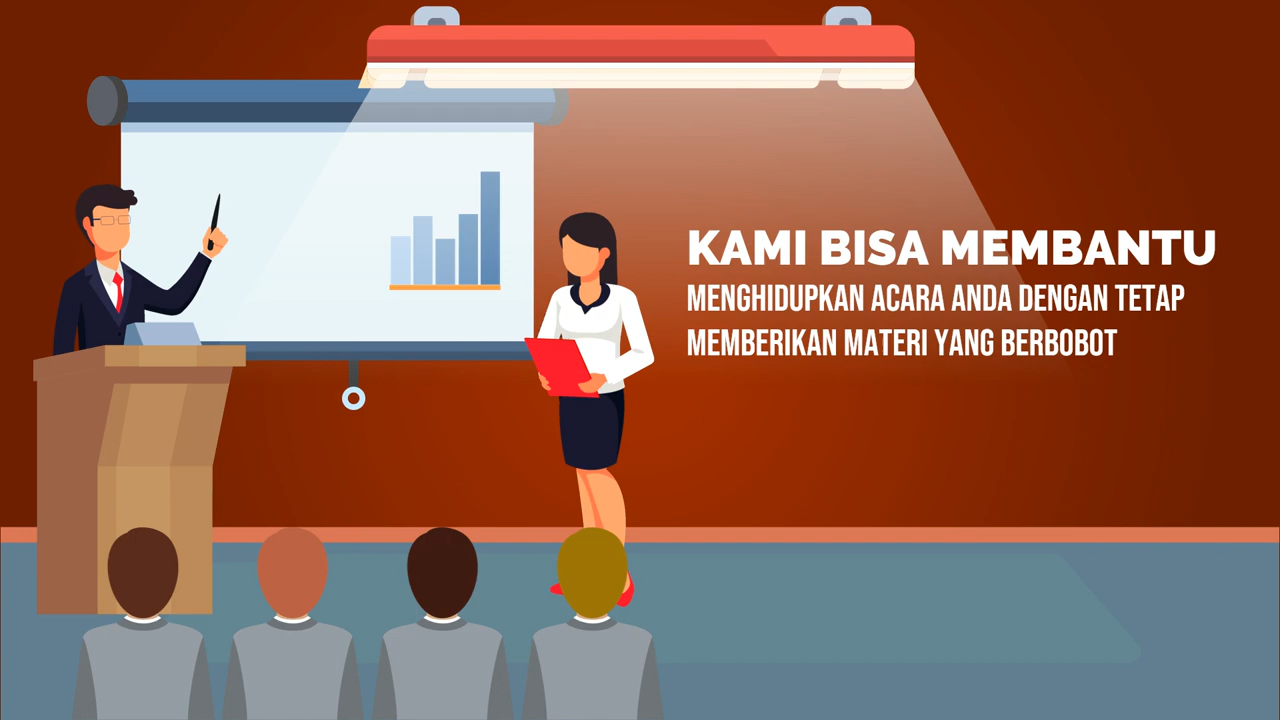 KAMI BISA MEMBANTU
MENGHIDUPKAN ACARA ANDA DENGAN TETAP
MEMBERIKAN MATERI YANG BERBOBOT